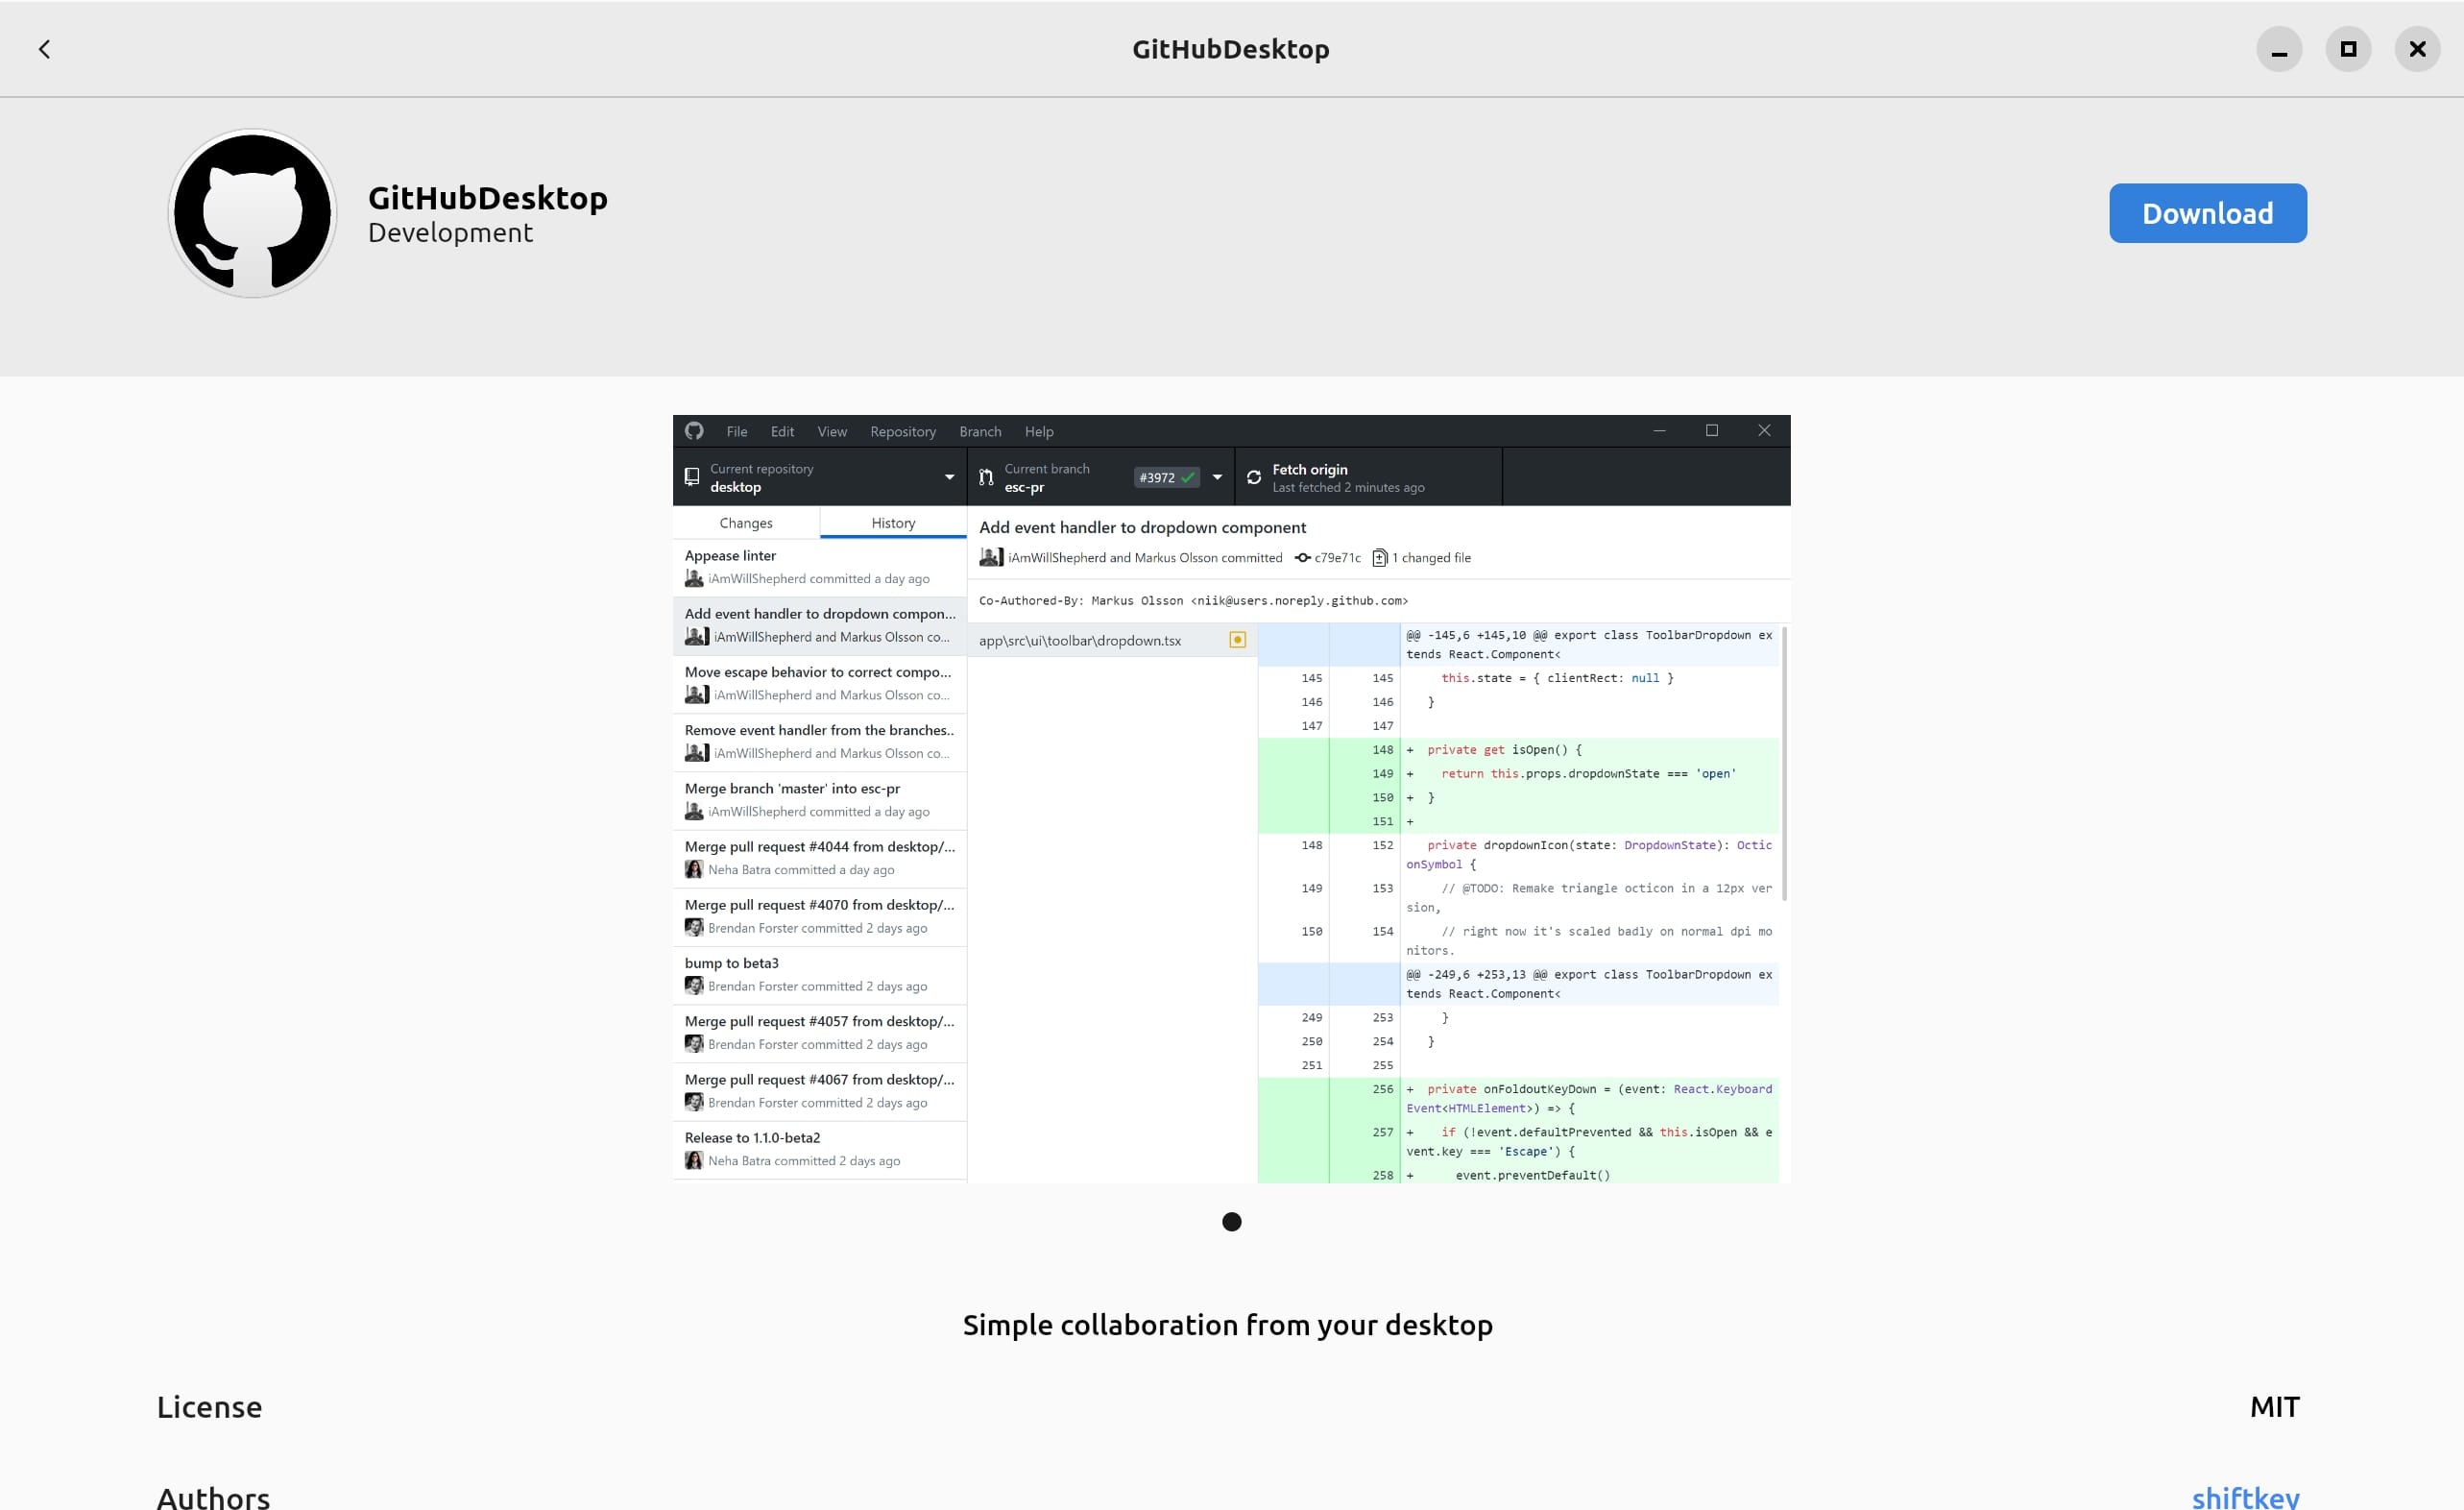 GitHubDesktop
GitHubDesktop
Development
Download
File Edit View Repository Branch Help
Current repository
desktop
Current branch
esc-pr
#3972
Fetch origin
Last fetched 2 minutes ago
Changes
History
Appease linter
iAmWillShepherd committed a day ago
Add event handler to dropdown compon...
iAmWillShepherd and Markus Olsson co...
Move escape behavior to correct compo...
iAmWillShepherd and Markus Olsson co...
Remove event handler from the branches..
iAmWillShepherd and Markus Olsson co...
Merge branch 'master' into esc-pr
iAmWillShepherd committed a day ago
Merge pull request #4044 from desktop/...
Neha Batra committed a day ago
Merge pull request #4070 from desktop/...
Brendan Forster committed 2 days ago
bump to beta3
Brendan Forster committed 2 days ago
Merge pull request #4057 from desktop/...
Brendan Forster committed 2 days ago
Merge pull request #4067 from desktop/...
Brendan Forster committed 2 days ago
Release to 1.1.0-beta2
Neha Batra committed 2 days ago
Add event handler to dropdown component
iAmWillShepherd and Markus Olsson committed c79e71c 1 changed file
Co-Authored-By: Markus Olsson <niik@users.noreply.github.com>
app\src\ui\toolbar\dropdown.tsx
@@ -145,6 +145,10 @@ export class ToolbarDropdown ex
tends React.Component<
145 145 this.state = { clientRect: null }
146 146 }
147 147
148 + private get isOpen() {
149 + return this.props.dropdownState === 'open'
150 + }
151 +
148 152 private dropdownIcon(state: DropdownState): Octic
onSymbol {
149 153 // @TODO: Remake triangle octicon in a 12px ver
sion,
150 154 // right now it's scaled badly on normal dpi mo
nitors.
@@ -249,6 +253,13 @@ export class ToolbarDropdown ex
tends React.Component<
249 253 }
250 254 }
251 255
256 + private onFoldoutKeyDown = (event: React.Keyboard
Event<HTMLElement>) => {
257 + if (!event.defaultPrevented && this.isOpen && e
vent.key === 'Escape') {
258 + event.preventDefault()
Simple collaboration from your desktop
License
MIT
Authors
shiftkey